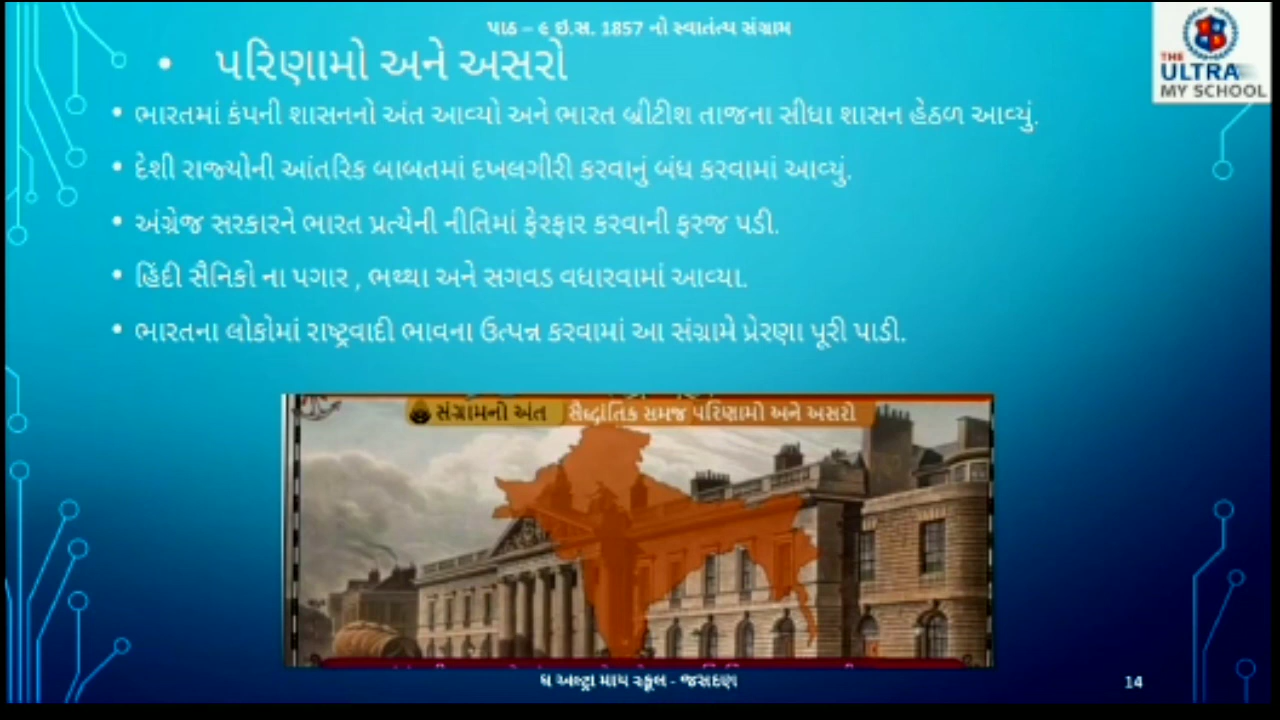 પાઠ – ૯ ઇ.સ. 1857 નો સ્વાતંત્ય સંગ્રામ
THE
ULTRA
MY SCHOOL
• પરિણામો અને અસરો
• ભારતમાં કંપની શાસનનો અંત આવ્યો અને ભારત બ્રીટીશ તાજના સીધા શાસન હેઠળ આવ્યું.
• દેશી રાજ્યોની આંતરિક બાબતમાં દખલગીરી કરવાનું બંધ કરવામાં આવ્યું.
• અંગ્રેજ સરકારને ભારત પ્રત્યેની નીતિમાં ફેરફાર કરવાની ફરજ પડી.
• હિંદી સૈનિકો ના પગાર , ભથ્થા અને સગવડ વધારવામાં આવ્યા.
• ભારતના લોકોમાં રાષ્ટ્રવાદી ભાવના ઉત્પન્ન કરવામાં આ સંગ્રામે પ્રેરણા પૂરી પાડી.
સંગ્રામનો અંત સૈદ્ધાંતિક સમજ પરિણામો અને અસરો
ધ અલ્ટ્રા માય સ્કૂલ - જસદણ
14